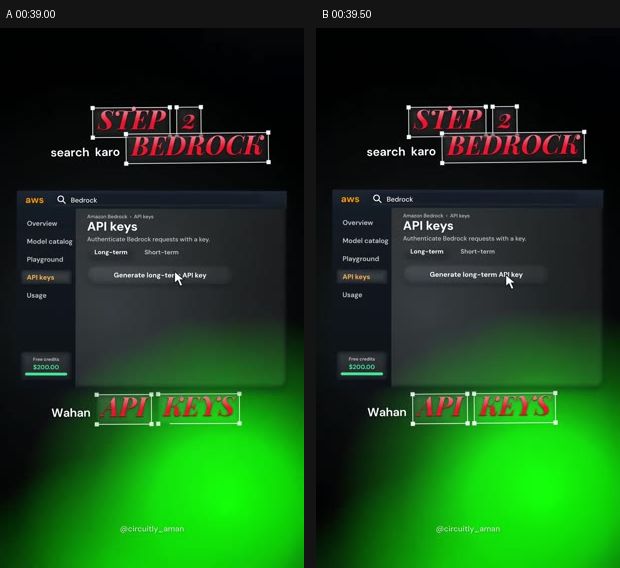 A 00:39.00
STEP 2
search karo BEDROCK
aws Bedrock
Overview
Model catalog
Playground
API keys
Usage
Amazon Bedrock › API keys
API keys
Authenticate Bedrock requests with a key.
Long-term Short-term
Generate long-term API key
Free credits
$200.00
Wahan API KEYS
@circuitly_aman
B 00:39.50
STEP 2
search karo BEDROCK
aws Bedrock
Overview
Model catalog
Playground
API keys
Usage
Amazon Bedrock › API keys
API keys
Authenticate Bedrock requests with a key.
Long-term Short-term
Generate long-term API key
Free credits
$200.00
Wahan API KEYS
@circuitly_aman